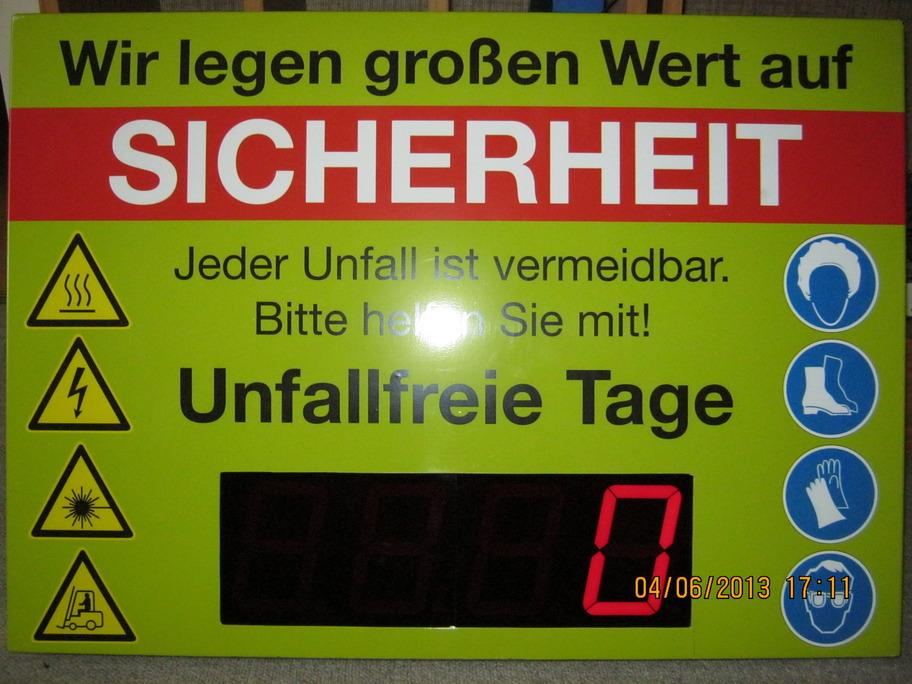 Wir legen großen Wert auf
SICHERHEIT
Jeder Unfall ist vermeidbar.
Bitte helfen Sie mit!
Unfallfreie Tage
0
04/06/2013 17:11